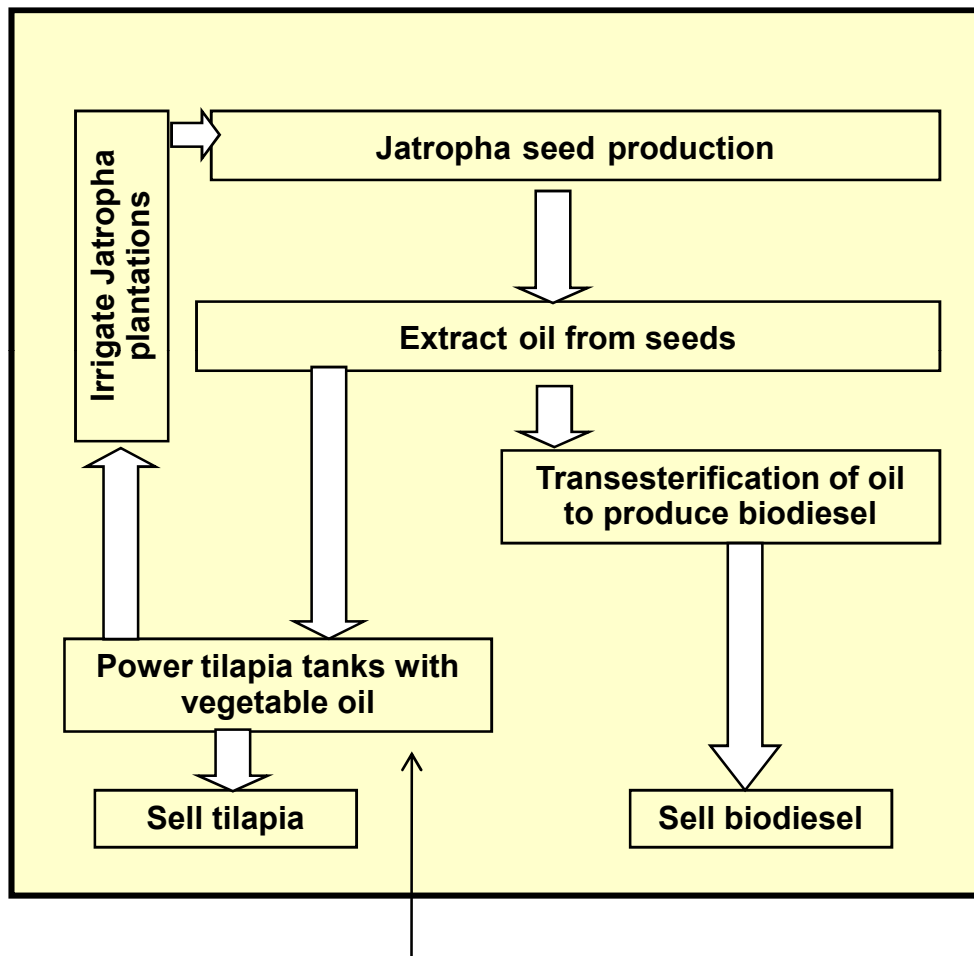 Jatropha seed production
Irrigate Jatropha
plantations
Extract oil from seeds
Transesterification of oil
to produce biodiesel
Power tilapia tanks with
vegetable oil
Sell tilapia
Sell biodiesel